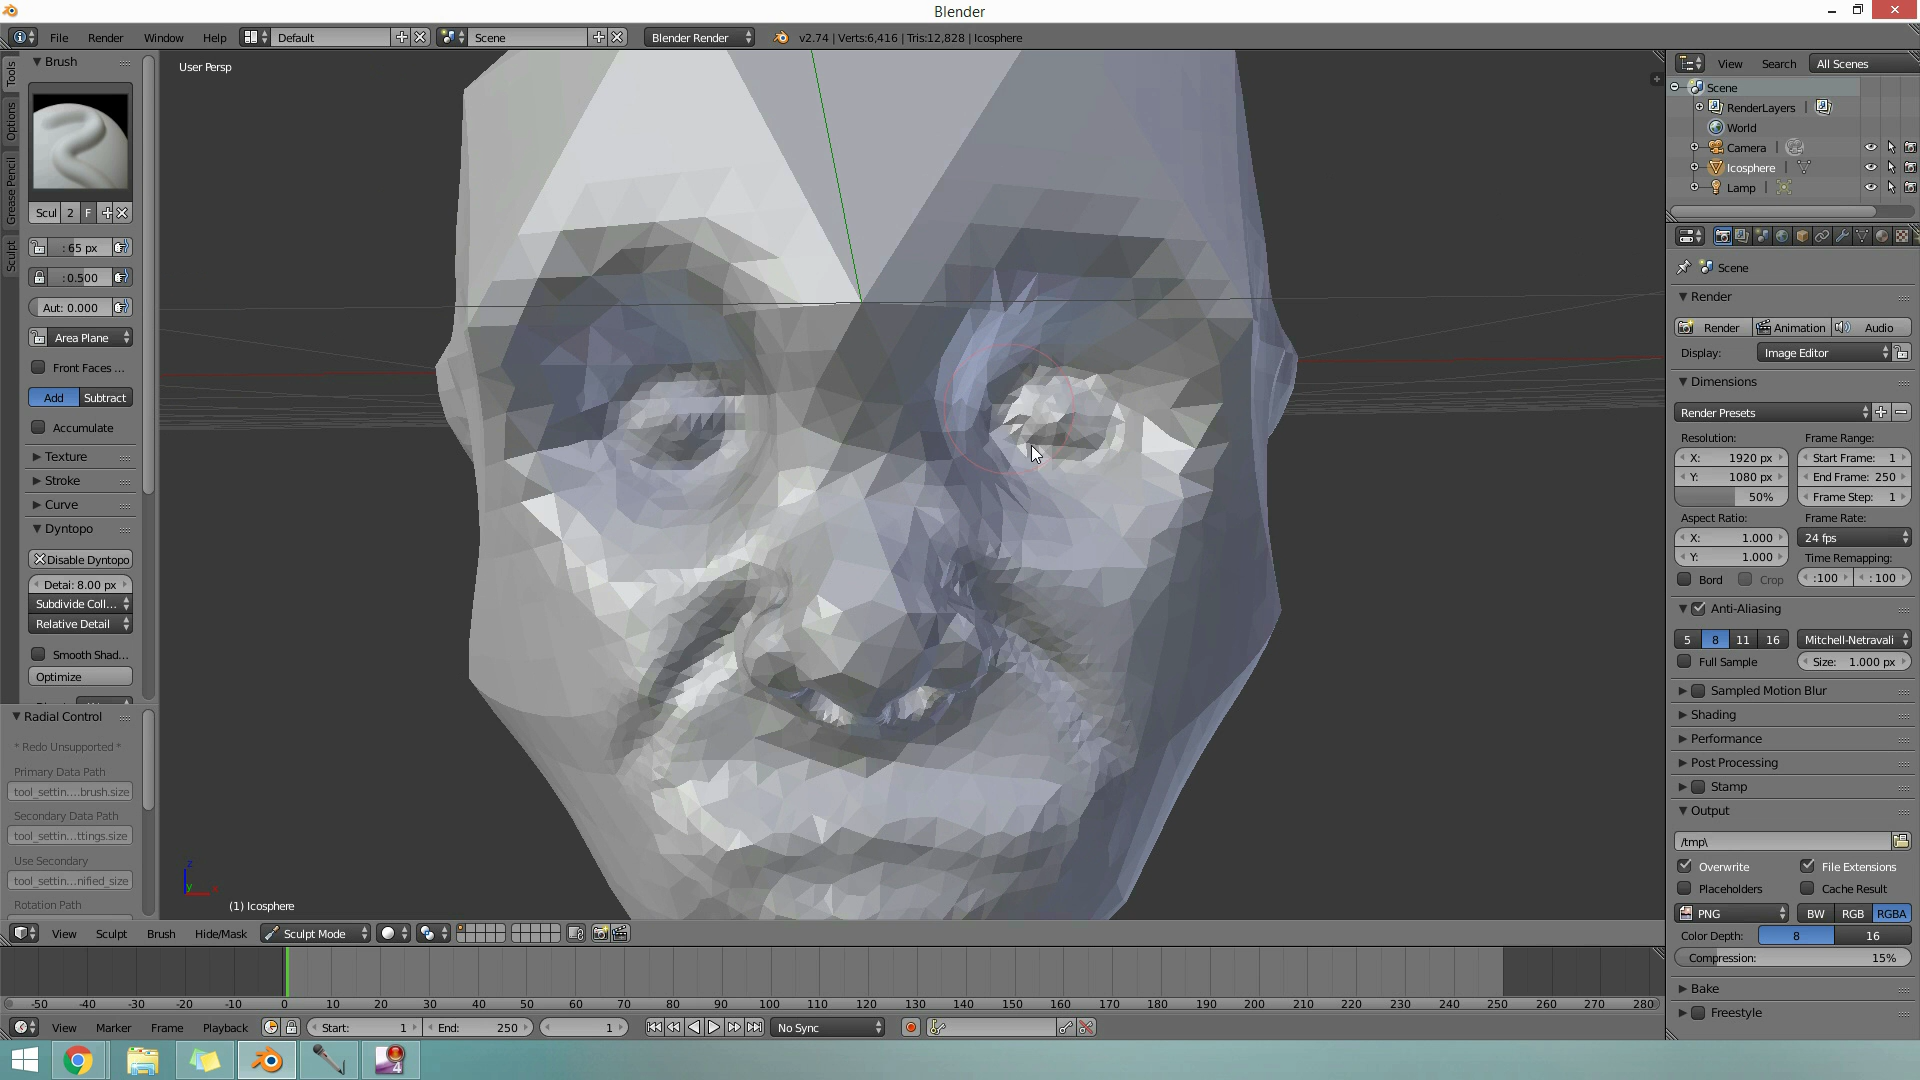 Blender
File Render Window Help Default Scene Blender Render v2.74 | Verts:6,416 | Tris:12,828 | Icosphere
Tools
Options
Grease Pencil
Sculpt
Brush
Scul 2 F
: 65 px
:0.500
Aut: 0.000
Area Plane
Front Faces ...
Add Subtract
Accumulate
Texture
Stroke
Curve
Dyntopo
Disable Dyntopo
Detai: 8.00 px
Subdivide Coll...
Relative Detail
Smooth Shad...
Optimize
Radial Control
* Redo Unsupported *
Primary Data Path
tool_settin....brush.size
Secondary Data Path
tool_settin...ttings.size
Use Secondary
tool_settin...nified_size
Rotation Path
User Persp
z
y
x
(1) Icosphere
View Sculpt Brush Hide/Mask Sculpt Mode
-50 -40 -30 -20 -10 0 10 20 30 40 50 60 70 80 90 100 110 120 130 140 150 160 170 180 190 200 210 220 230 240 250 260 270 280
View Marker Frame Playback Start: 1 End: 250 1 No Sync
4
View Search All Scenes
Scene
RenderLayers |
World
Camera |
Icosphere |
Lamp |
Scene
Render
Render Animation Audio
Display: Image Editor
Dimensions
Render Presets
Resolution: Frame Range:
X: 1920 px Start Frame: 1
Y: 1080 px End Frame: 250
50% Frame Step: 1
Aspect Ratio: Frame Rate:
X: 1.000 24 fps
Y: 1.000 Time Remapping:
Bord Crop :100 : 100
Anti-Aliasing
5 8 11 16 Mitchell-Netravali
Full Sample Size: 1.000 px
Sampled Motion Blur
Shading
Performance
Post Processing
Stamp
Output
/tmp\
Overwrite File Extensions
Placeholders Cache Result
PNG BW RGB RGBA
Color Depth: 8 16
Compression: 15%
Bake
Freestyle